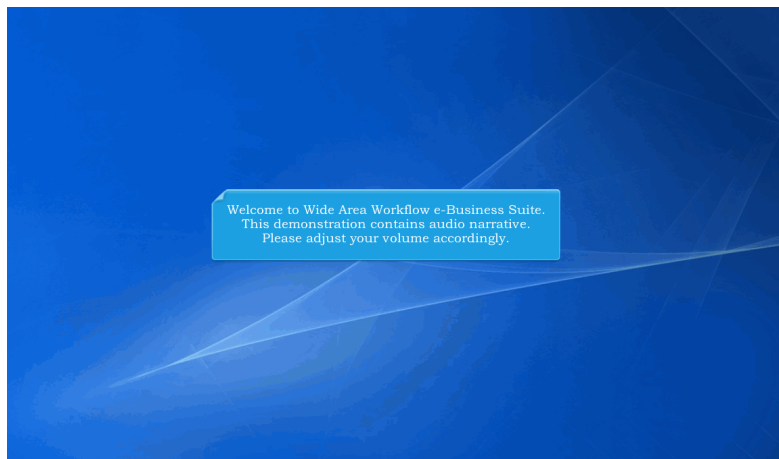 Welcome to Wide Area Workflow e-Business Suite.
This demonstration contains audio narrative.
Please adjust your volume accordingly.